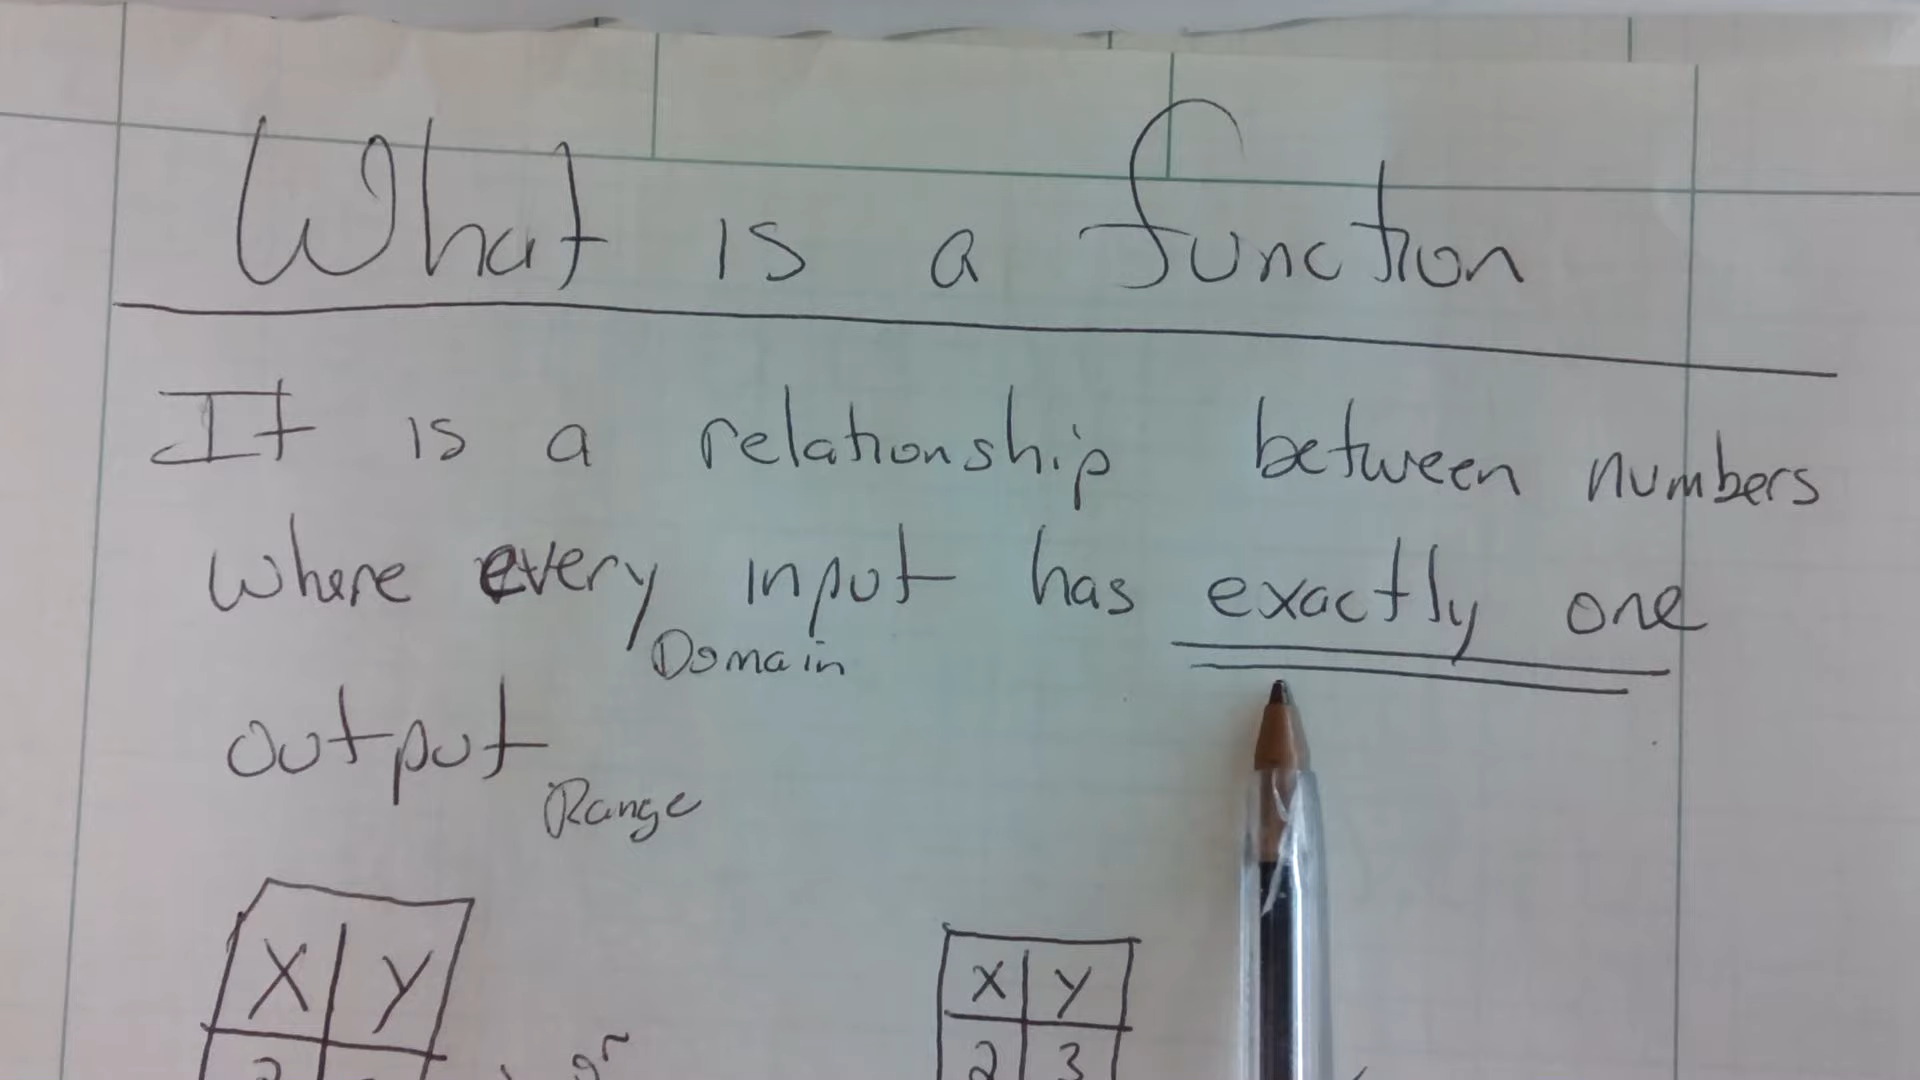 What is a function
It is a relationship between numbers
where every input has exactly one
Domain
output
Range
X Y
X Y
2 3